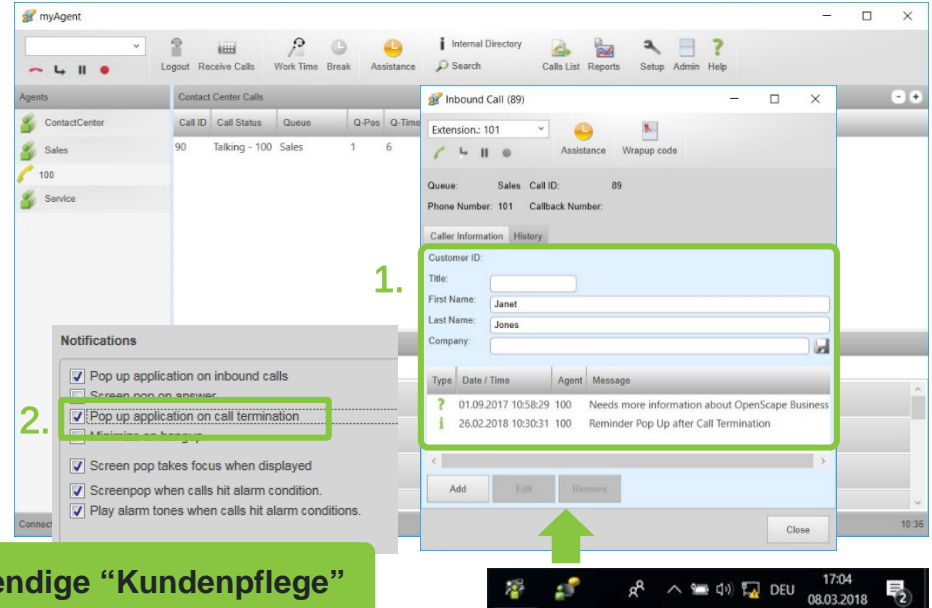 myAgent
Logout Receive Calls Work Time Break Assistance Internal Directory Search Calls List Reports Setup Admin Help
Agents
ContactCenter
Sales
100
Service
Contact Center Calls
Call ID Call Status Queue Q-Pos Q-Time
90 Talking - 100 Sales 1 6
Inbound Call (89)
Extension.: 101
Assistance Wrapup code
Queue: Sales Call ID: 89
Phone Number: 101 Callback Number:
Caller Information History
1.
Customer ID:
Title:
First Name: Janet
Last Name: Jones
Company:
Type Date / Time Agent Message
? 01.09.2017 10:58:29 100 Needs more information about OpenScape Business
i 26.02.2018 10:30:31 100 Reminder Pop Up after Call Termination
Add Edit Remove
Close
Notifications
Pop up application on inbound calls
Screen pop on answer
2.
Pop up application on call termination
Minimize on hangup
Screen pop takes focus when displayed
Screenpop when calls hit alarm condition.
Play alarm tones when calls hit alarm conditions.
Connec
10:36
endige “Kundenpflege”
DEU 17:04
08.03.2018
2